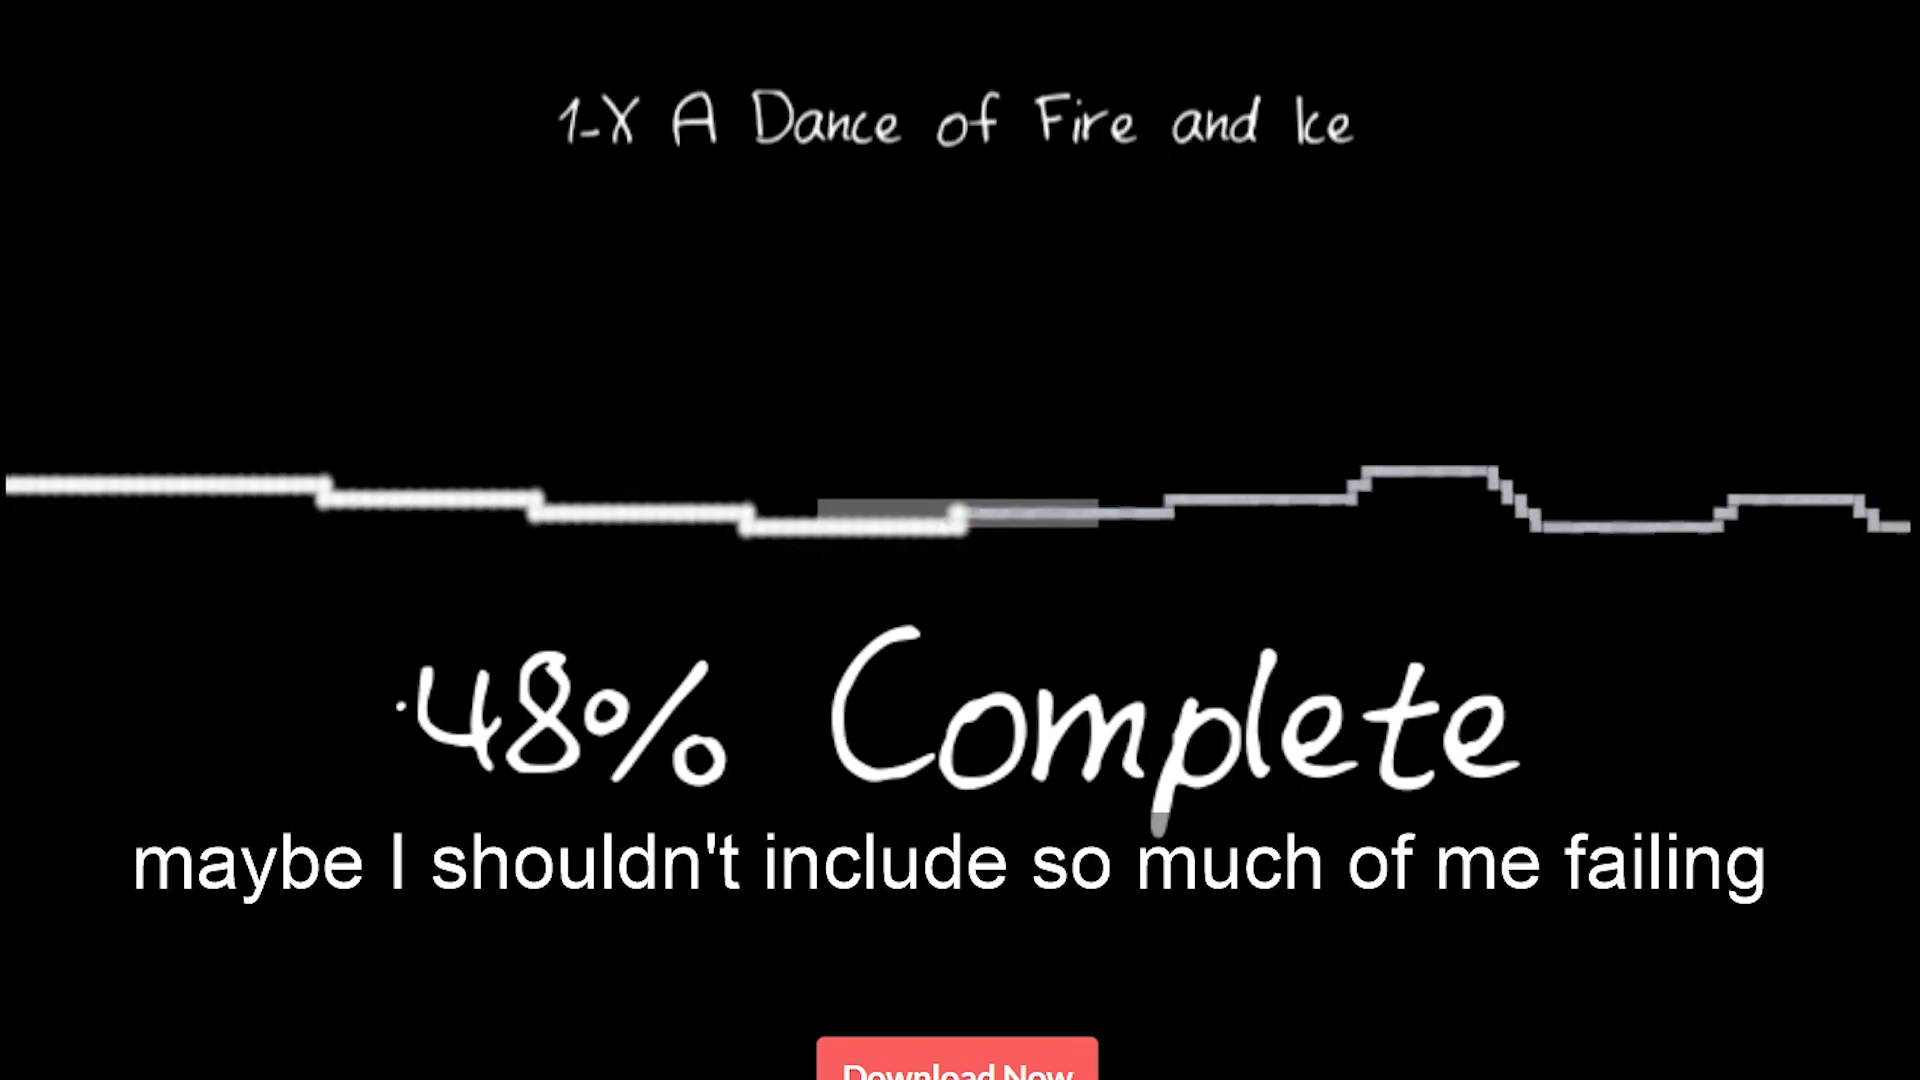 1-X A Dance of Fire and Ice
48% Complete
maybe I shouldn't include so much of me failing
Download Now